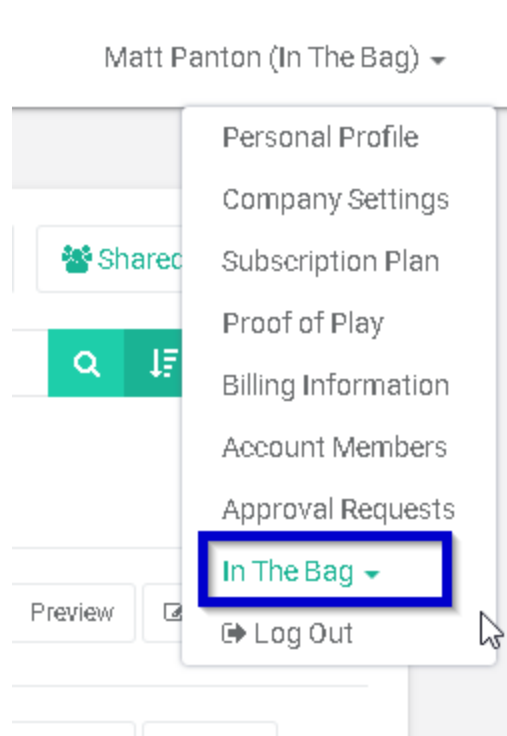 Matt Panton (In The Bag)
Personal Profile
Company Settings
Shared
Subscription Plan
Proof of Play
Billing Information
Account Members
Approval Requests
In The Bag
Preview
Log Out